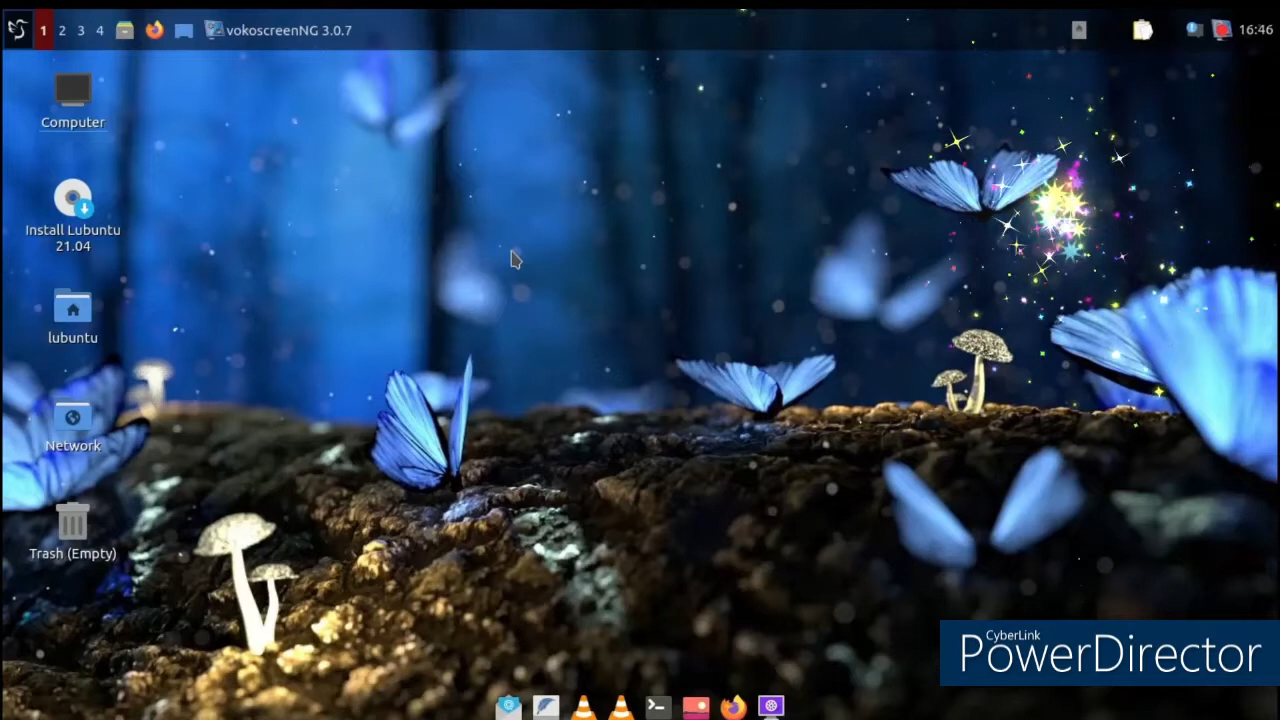 1 2 3 4 vokoscreenNG 3.0.7 16:46
Computer
Install Lubuntu
21.04
lubuntu
Network
Trash (Empty)
CyberLink
PowerDirector